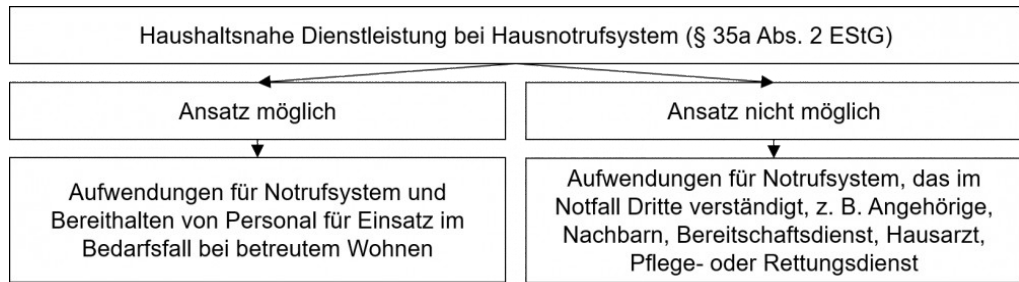 Haushaltsnahe Dienstleistung bei Hausnotrufsystem (§ 35a Abs. 2 EStG)
Ansatz möglich
Ansatz nicht möglich
Aufwendungen für Notrufsystem und
Bereithalten von Personal für Einsatz im
Bedarfsfall bei betreutem Wohnen
Aufwendungen für Notrufsystem, das im
Notfall Dritte verständigt, z. B. Angehörige,
Nachbarn, Bereitschaftsdienst, Hausarzt,
Pflege- oder Rettungsdienst